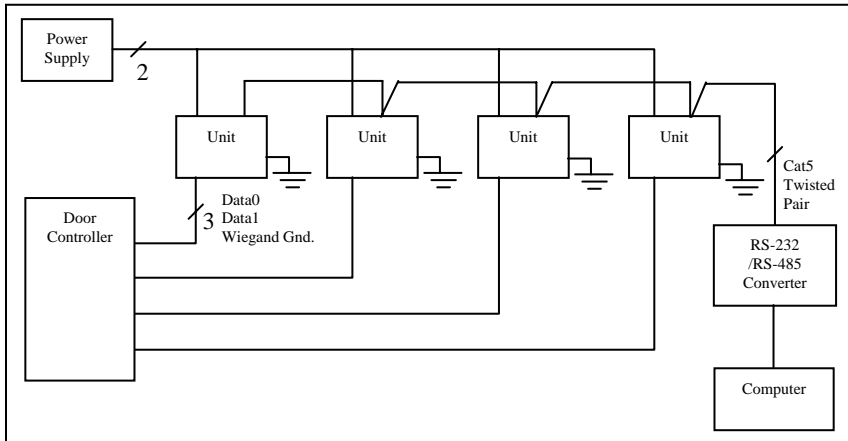 Power
Supply
2
Unit
Unit
Unit
Unit
Data0
Data1
Wiegand Gnd.
3
Door
Controller
Cat5
Twisted
Pair
RS-232
/RS-485
Converter
Computer